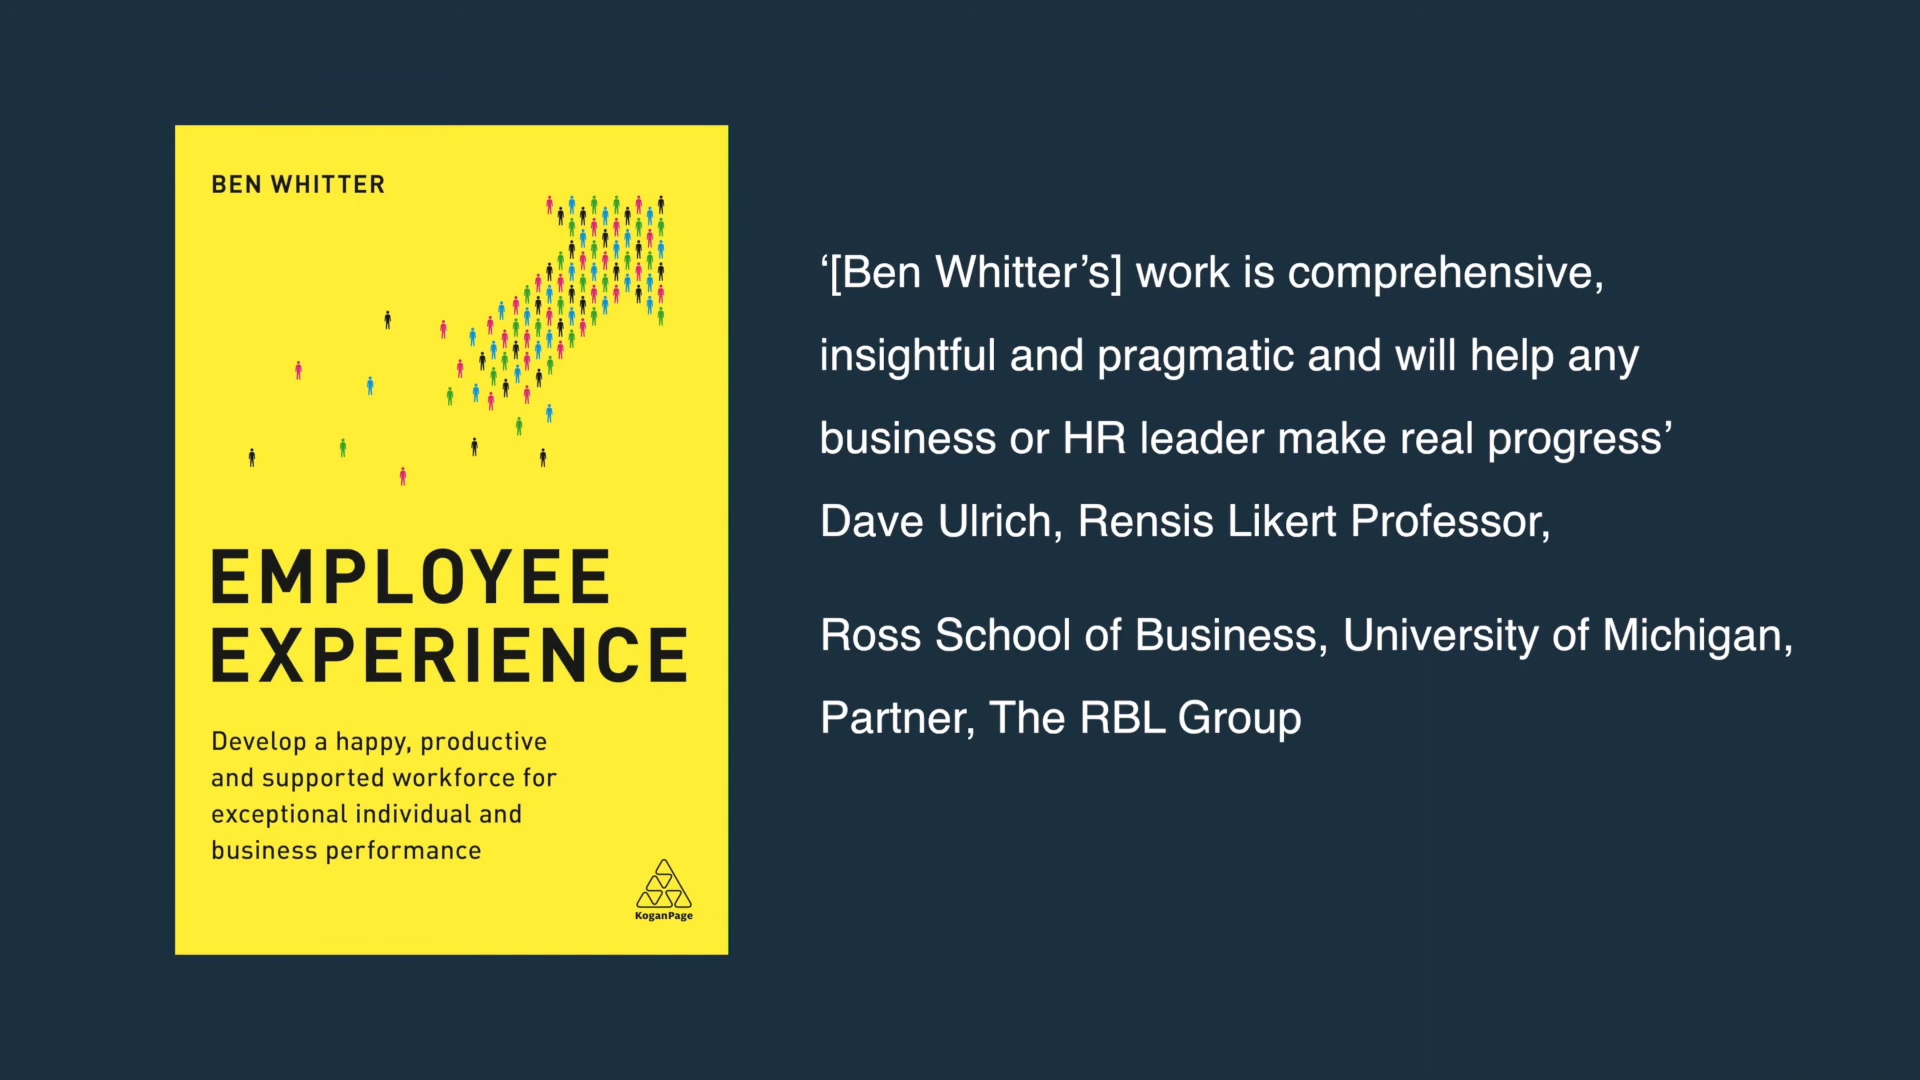 BEN WHITTER
EMPLOYEE
EXPERIENCE
Develop a happy, productive
and supported workforce for
exceptional individual and
business performance
KoganPage
‘[Ben Whitter’s] work is comprehensive,
insightful and pragmatic and will help any
business or HR leader make real progress’
Dave Ulrich, Rensis Likert Professor,
Ross School of Business, University of Michigan,
Partner, The RBL Group